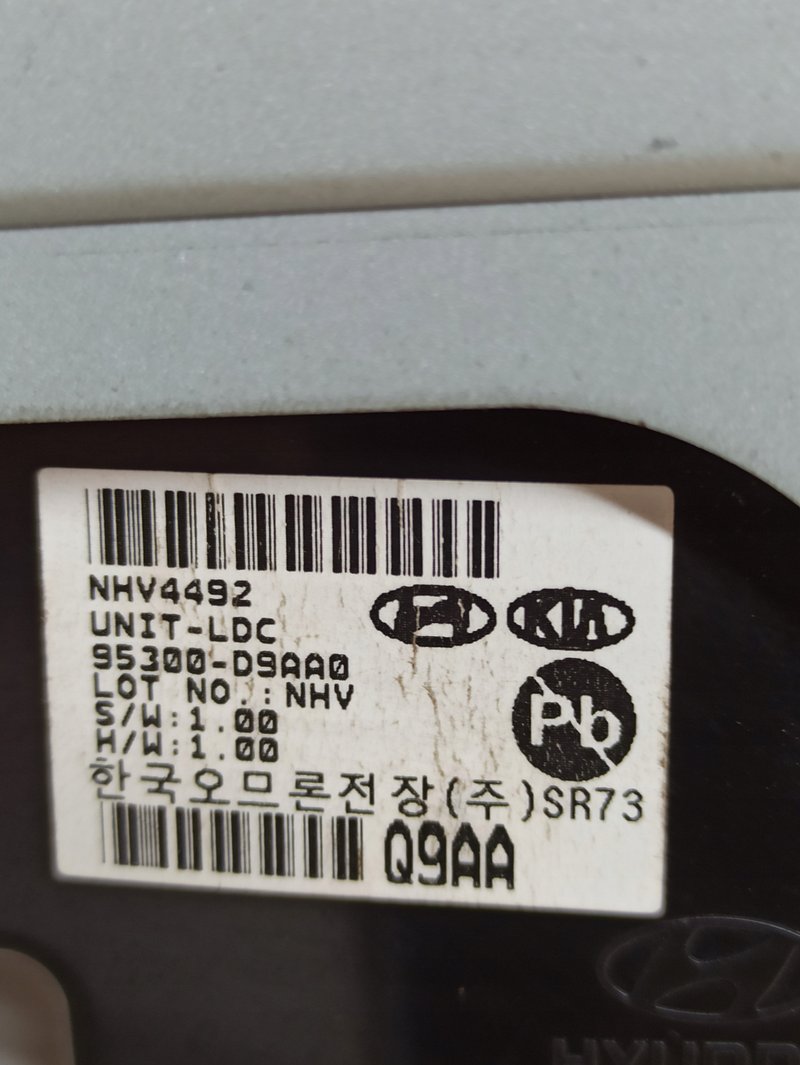 NHV4492
UNIT-LDC
95300-D9AA0
LOT NO.: NHV
S/W:1.00
H/W:1.00
KIA
Pb
한국오므론전장(주)SR73
Q9AA